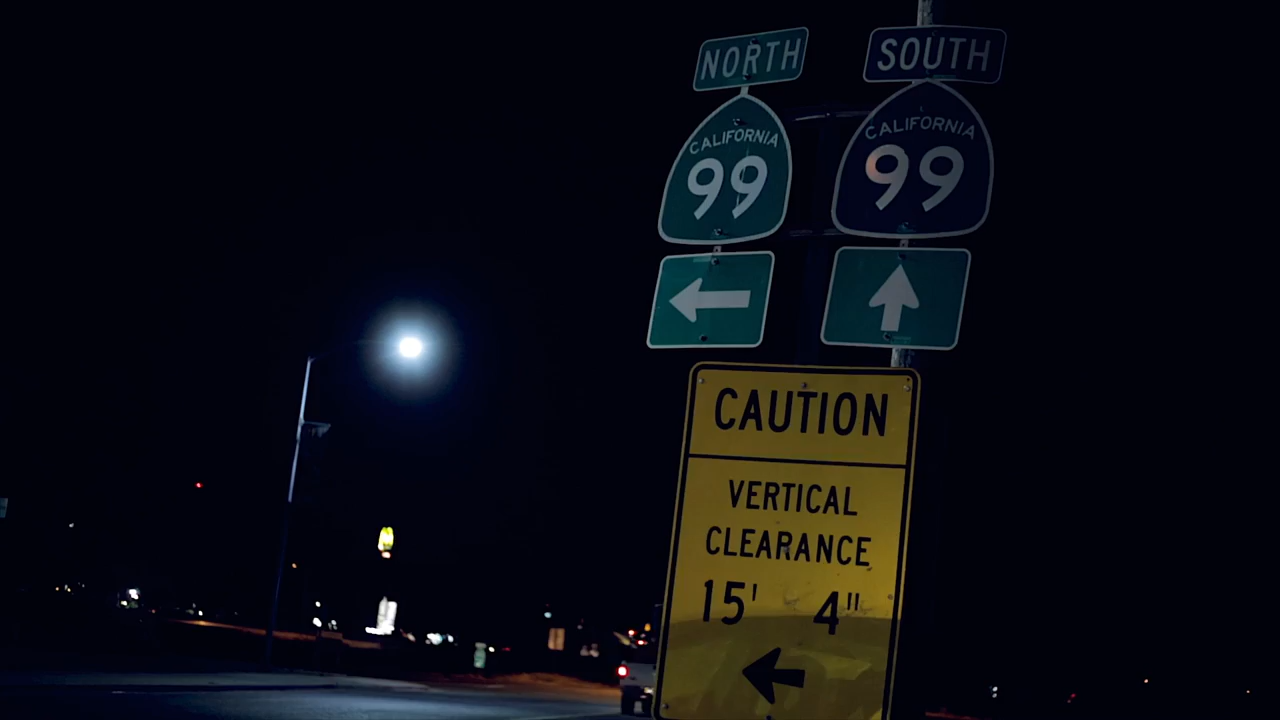 NORTH
CALIFORNIA
99
SOUTH
CALIFORNIA
99
CAUTION
VERTICAL
CLEARANCE
15' 4"